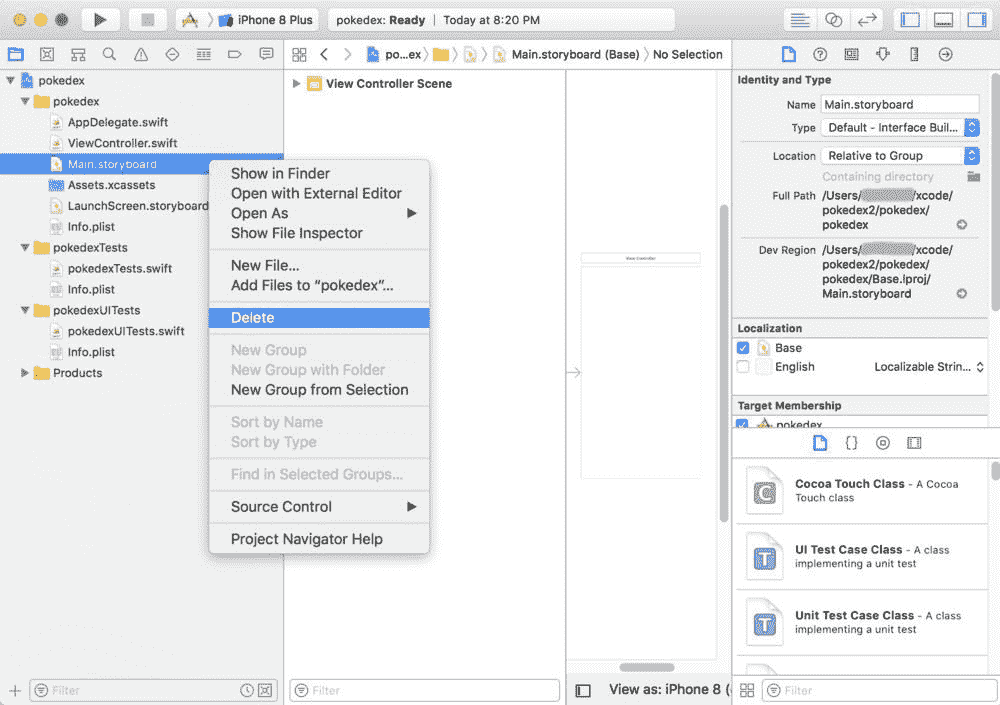 iPhone 8 Plus
pokedex: Ready | Today at 8:20 PM
po...ex
Main.storyboard (Base)
No Selection
pokedex
pokedex
AppDelegate.swift
ViewController.swift
Main.storyboard
Assets.xcassets
LaunchScreen.storyboard
Info.plist
pokedexTests
pokedexTests.swift
Info.plist
pokedexUITests
pokedexUITests.swift
Info.plist
Products
Filter
Show in Finder
Open with External Editor
Open As
Show File Inspector
New File...
Add Files to “pokedex”...
Delete
New Group
New Group with Folder
New Group from Selection
Sort by Name
Sort by Type
Find in Selected Groups...
Source Control
Project Navigator Help
View Controller Scene
Filter
View Controller
View as: iPhone 8 (
Identity and Type
Name Main.storyboard
Type Default - Interface Buil...
Location Relative to Group
Containing directory
Full Path /Users/ /xcode/
pokedex2/pokedex/
pokedex
Dev Region /Users/ /xcode/
pokedex2/pokedex/
pokedex/Base.lproj/
Main.storyboard
Localization
Base
English Localizable Strin...
Target Membership
pokedex
Cocoa Touch Class - A Cocoa
Touch class
UI Test Case Class - A class
implementing a unit test
Unit Test Case Class - A class
implementing a unit test
Filter